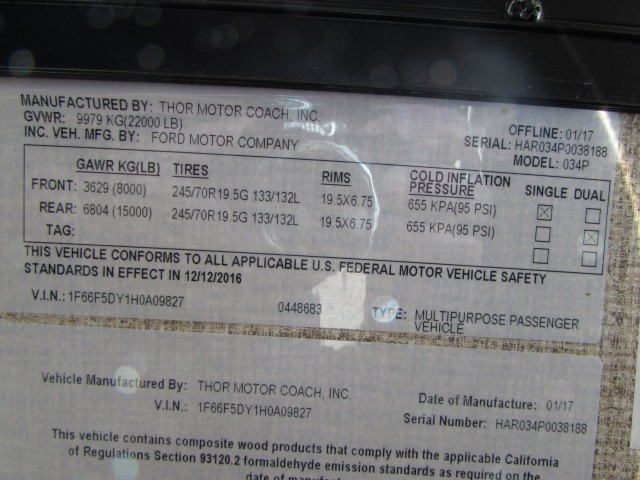 MANUFACTURED BY: THOR MOTOR COACH, INC.
GVWR: 9979 KG(22000 LB)
INC. VEH. MFG. BY: FORD MOTOR COMPANY
OFFLINE: 01/17
SERIAL: HAR034P0038188
MODEL: 034P
GAWR KG(LB) TIRES RIMS COLD INFLATION PRESSURE SINGLE DUAL
FRONT: 3629 (8000) 245/70R19.5G 133/132L 19.5X6.75 655 KPA(95 PSI) ☒ ☐
REAR: 6804 (15000) 245/70R19.5G 133/132L 19.5X6.75 655 KPA(95 PSI) ☐ ☒
TAG: ☐ ☐
THIS VEHICLE CONFORMS TO ALL APPLICABLE U.S. FEDERAL MOTOR VEHICLE SAFETY
STANDARDS IN EFFECT IN 12/12/2016
V.I.N.: 1F66F5DY1H0A09827 0448683 TYPE: MULTIPURPOSE PASSENGER
VEHICLE
Vehicle Manufactured By: THOR MOTOR COACH, INC.
V.I.N.: 1F66F5DY1H0A09827
Date of Manufacture: 01/17
Serial Number: HAR034P0038188
This vehicle contains composite wood products that comply with the applicable California
of Regulations Section 93120.2 formaldehyde emission standards as required on the
date of manufac